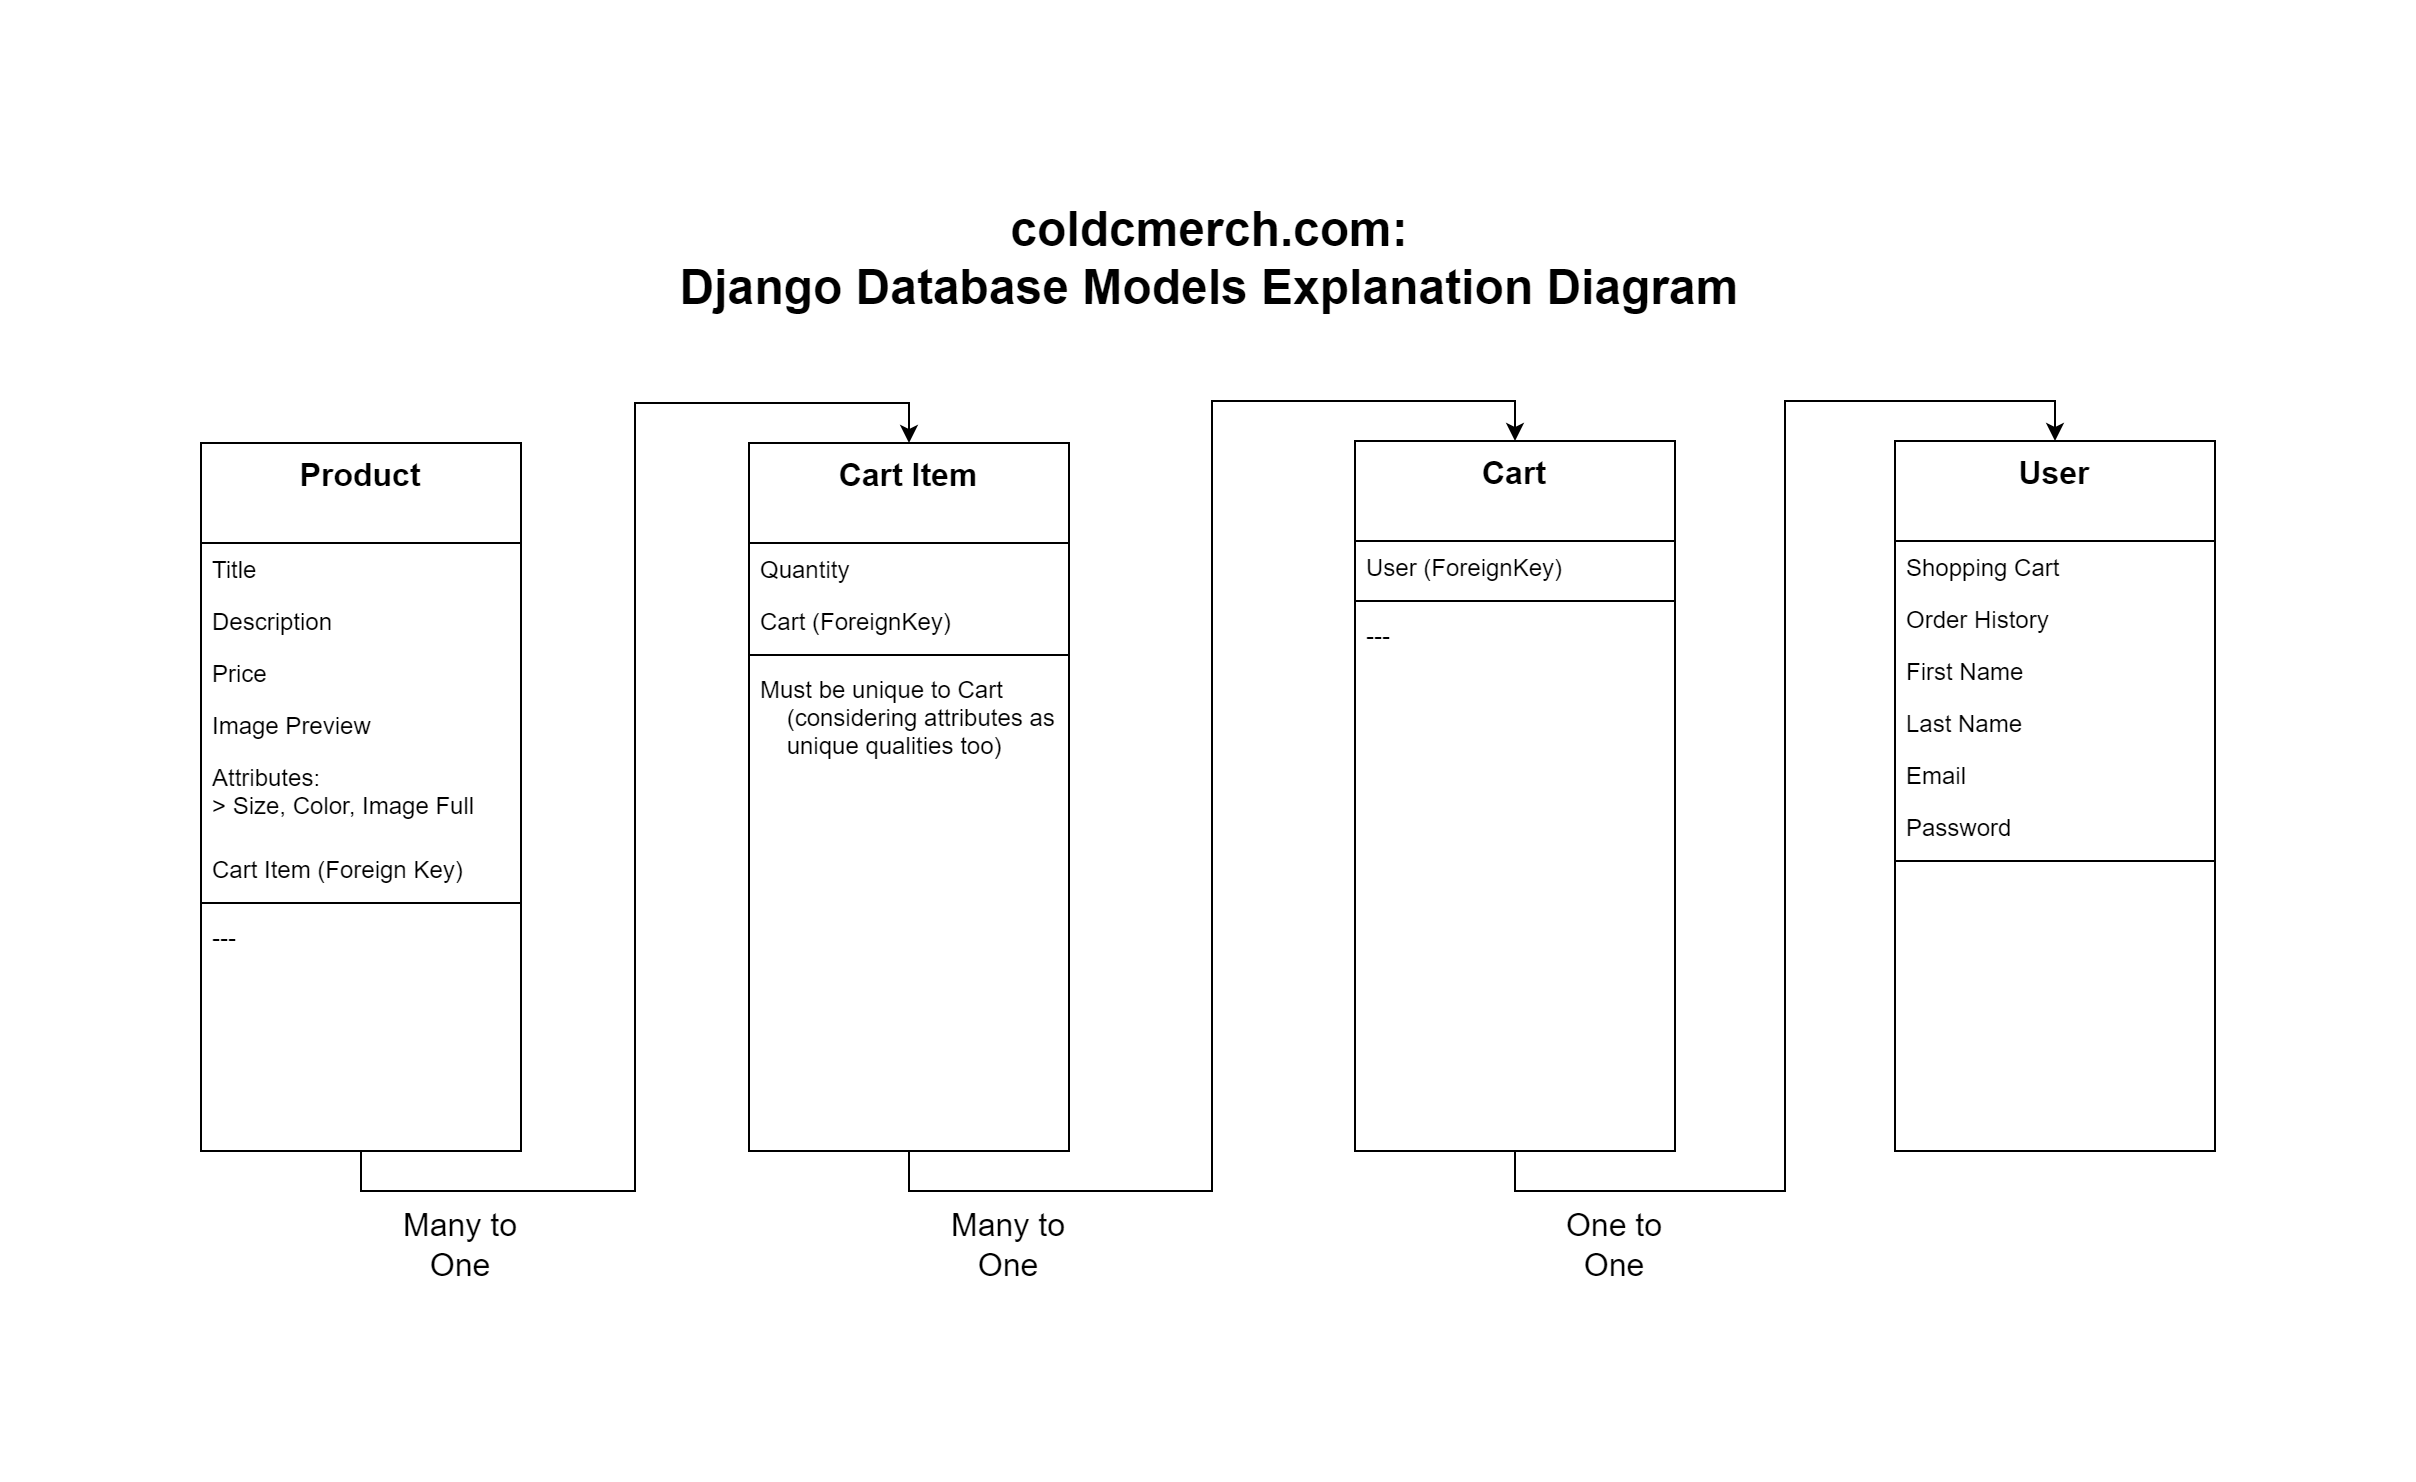 coldcmerch.com:
Django Database Models Explanation Diagram
Product
Title
Description
Price
Image Preview
Attributes:
> Size, Color, Image Full
Cart Item (Foreign Key)
---
Many to
One
Cart Item
Quantity
Cart (ForeignKey)
Must be unique to Cart
(considering attributes as
unique qualities too)
Many to
One
Cart
User (ForeignKey)
---
One to
One
User
Shopping Cart
Order History
First Name
Last Name
Email
Password